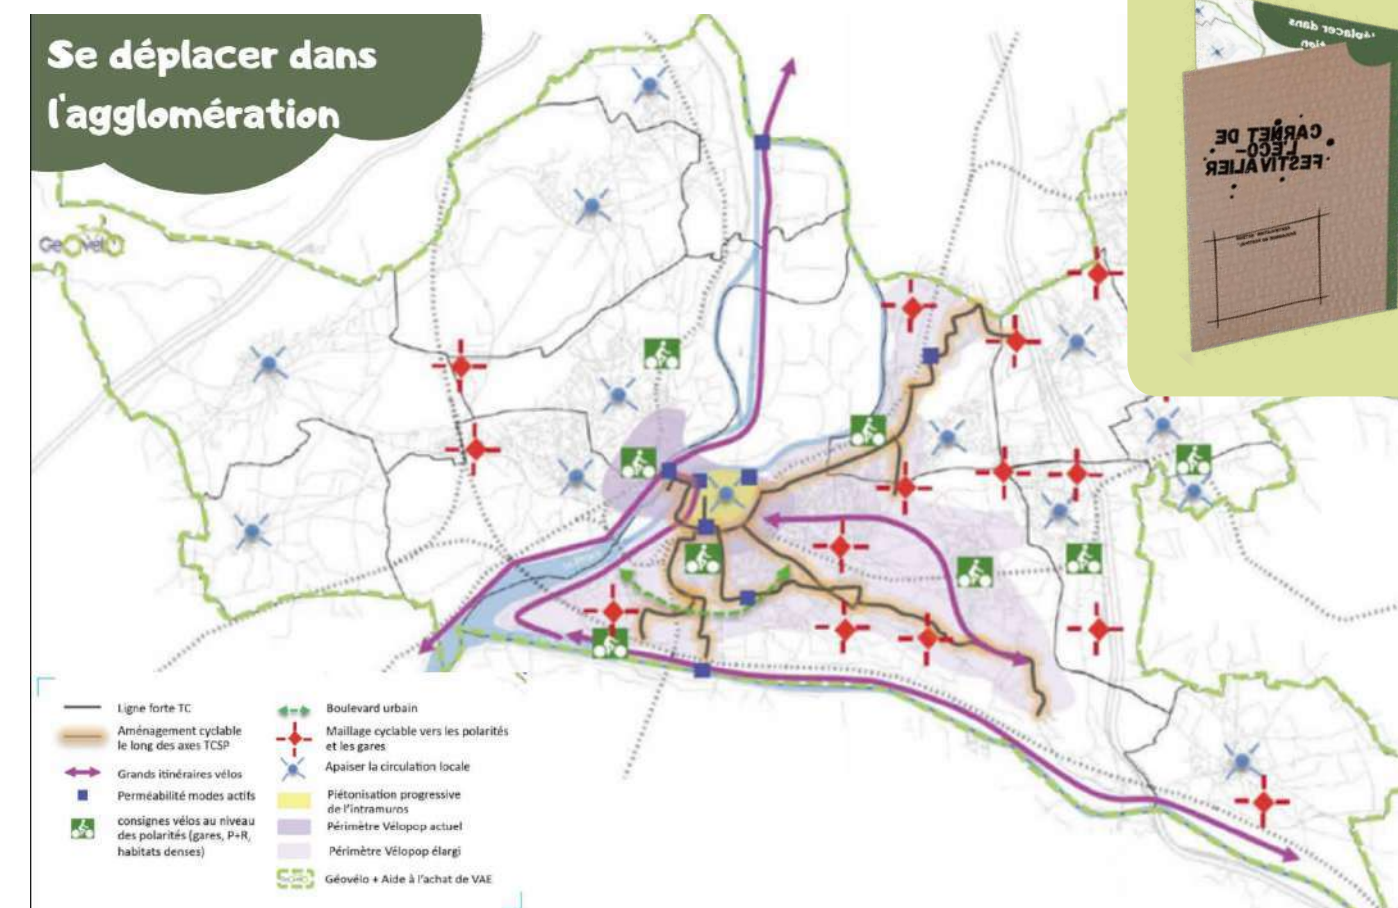 Se déplacer dans
l'agglomération
GeOvelO
CARNET DE
L'ÉCO-
FESTIVALIER
Ligne forte TC
Aménagement cyclable
le long des axes TCSP
Grands itinéraires vélos
Perméabilité modes actifs
consignes vélos au niveau
des polarités (gares, P+R,
habitats denses)
Boulevard urbain
Maillage cyclable vers les polarités
et les gares
Apaiser la circulation locale
Piétonisation progressive
de l'intramuros
Périmètre Vélopop actuel
Périmètre Vélopop élargi
Géovélo + Aide à l'achat de VAE